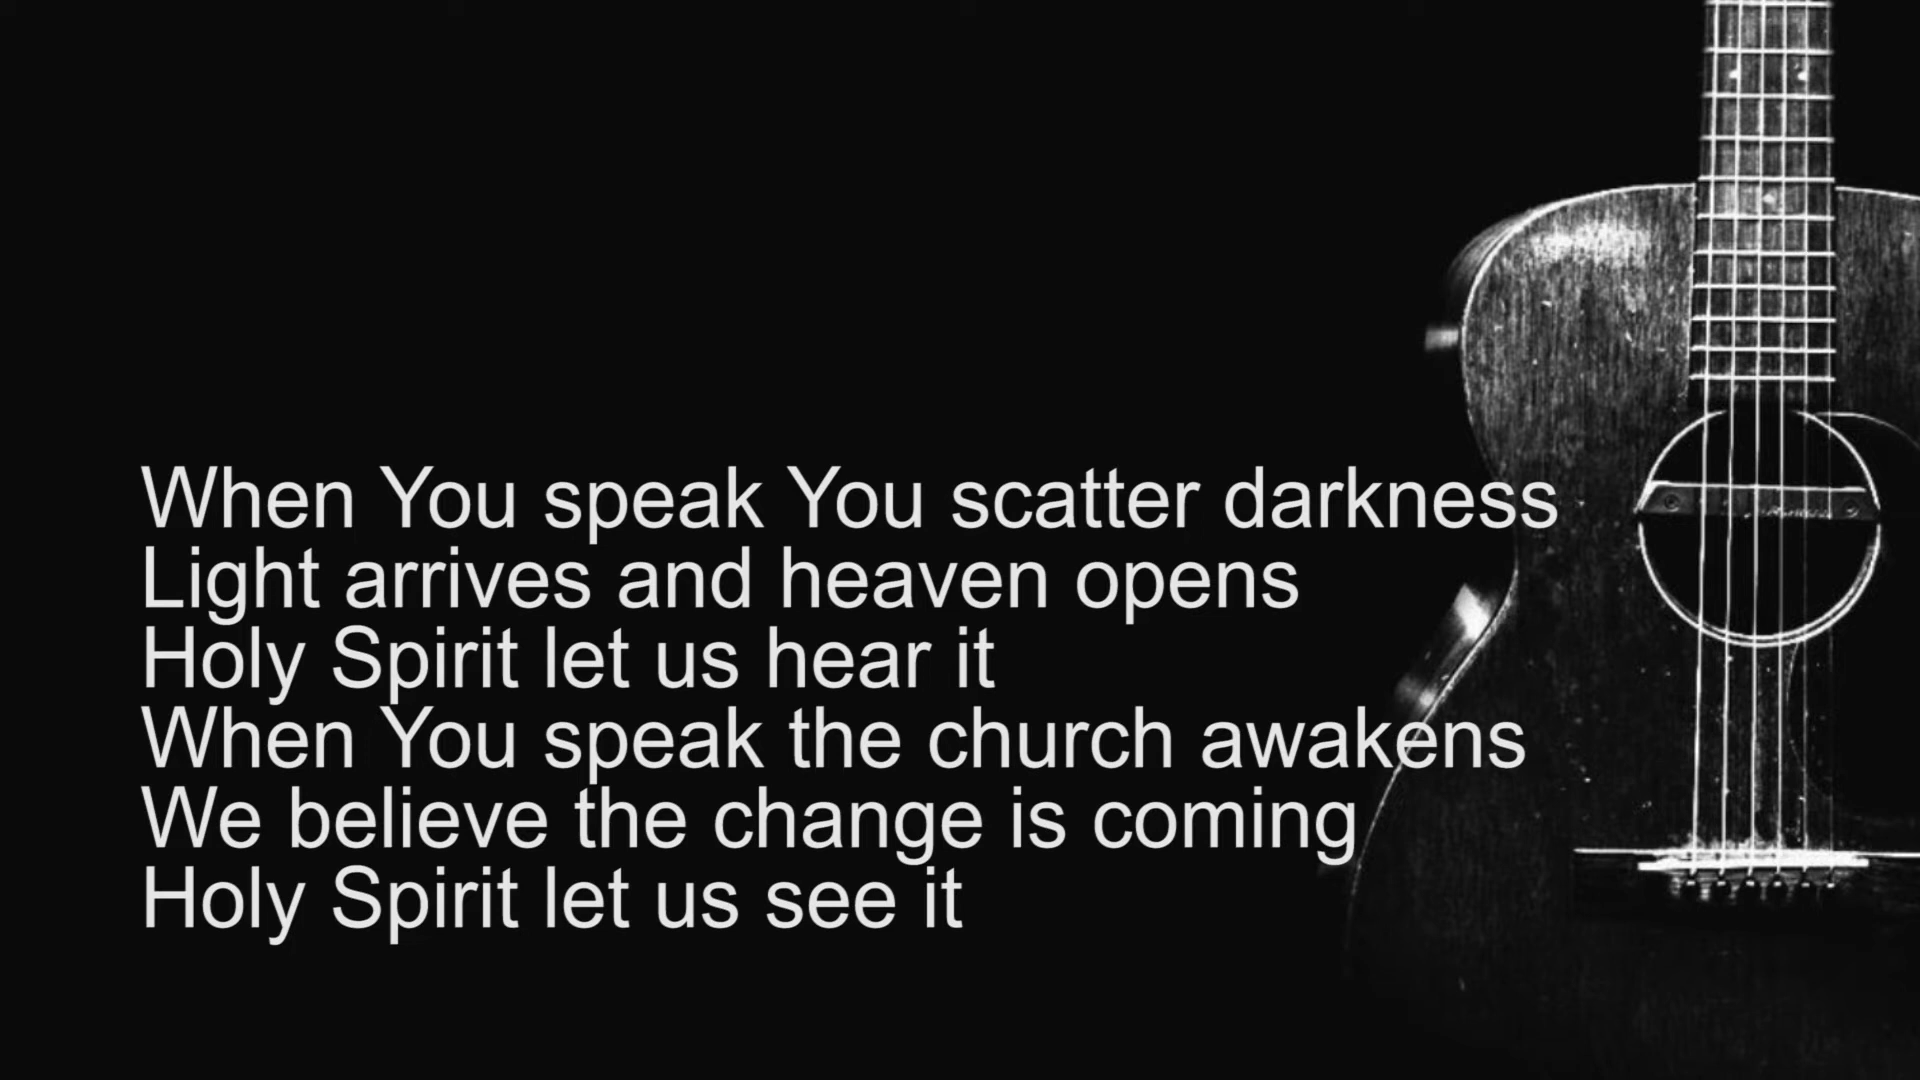 When You speak You scatter darkness
Light arrives and heaven opens
Holy Spirit let us hear it
When You speak the church awakens
We believe the change is coming
Holy Spirit let us see it